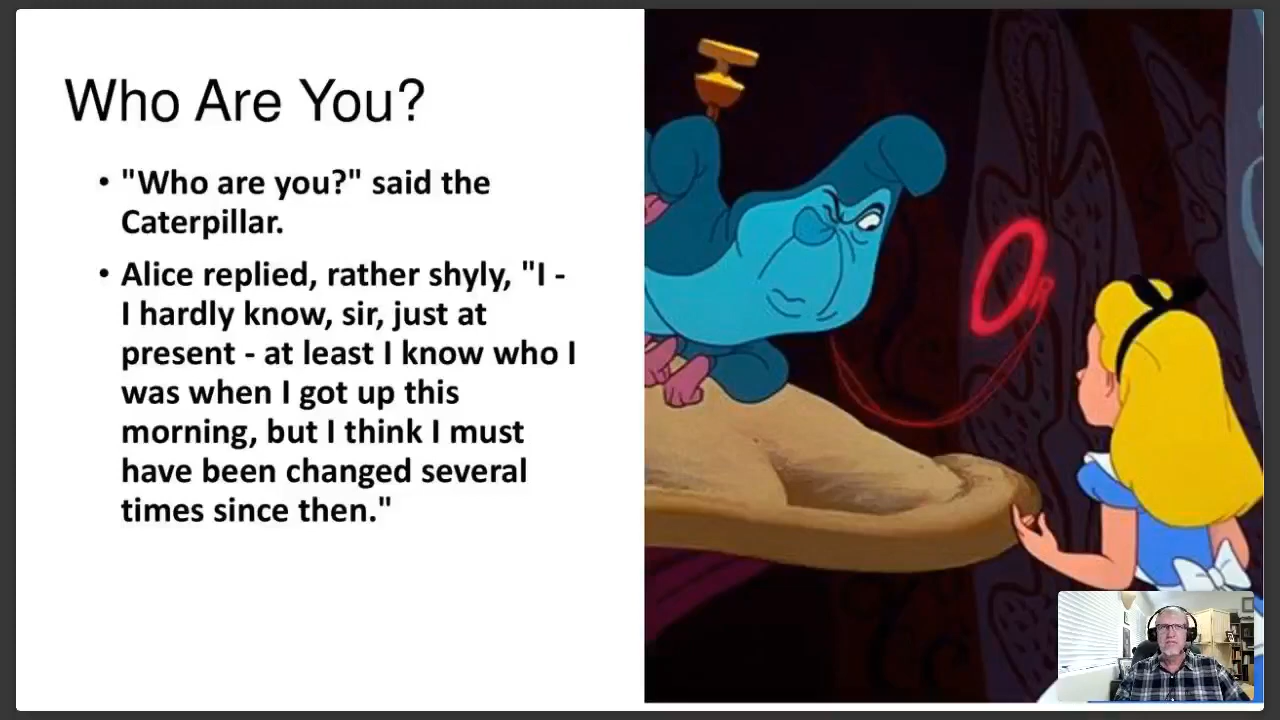 Who Are You?
• "Who are you?" said the
Caterpillar.
• Alice replied, rather shyly, "I -
I hardly know, sir, just at
present - at least I know who I
was when I got up this
morning, but I think I must
have been changed several
times since then."
OR